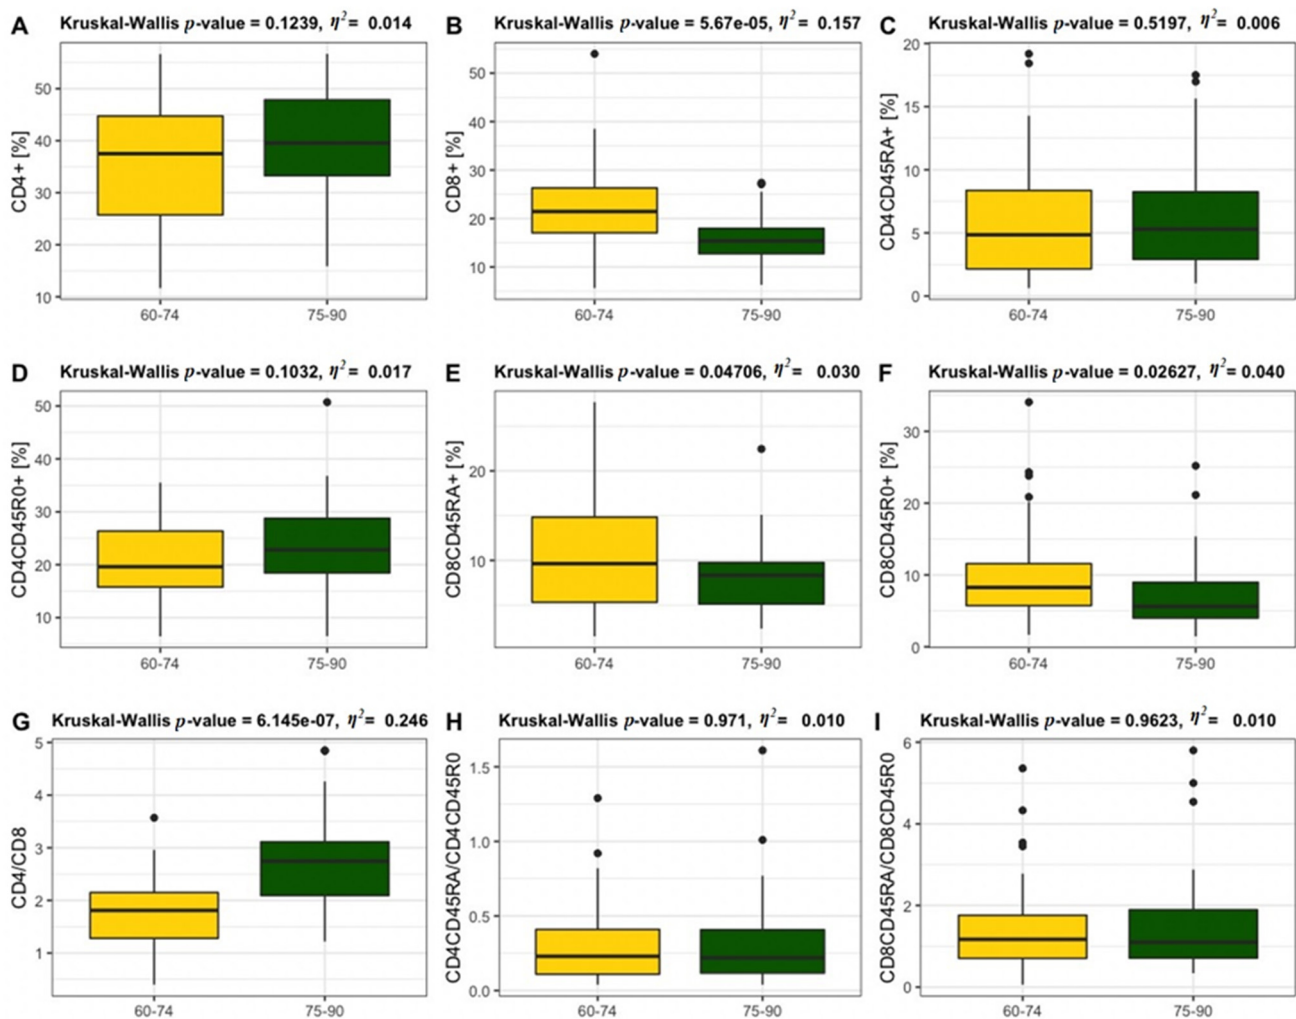 A Kruskal-Wallis p-value = 0.1239, η²= 0.014
CD4+ [%]
50
40
30
20
10
60-74 75-90
B Kruskal-Wallis p-value = 5.67e-05, η²= 0.157
CD8+ [%]
50
40
30
20
10
60-74 75-90
C Kruskal-Wallis p-value = 0.5197, η²= 0.006
CD4CD45RA+ [%]
20
15
10
5
0
60-74 75-90
D Kruskal-Wallis p-value = 0.1032, η²= 0.017
CD4CD45R0+ [%]
50
40
30
20
10
60-74 75-90
E Kruskal-Wallis p-value = 0.04706, η²= 0.030
CD8CD45RA+ [%]
20
10
60-74 75-90
F Kruskal-Wallis p-value = 0.02627, η²= 0.040
CD8CD45R0+ [%]
30
20
10
0
60-74 75-90
G Kruskal-Wallis p-value = 6.145e-07, η²= 0.246
CD4/CD8
5
4
3
2
1
60-74 75-90
H Kruskal-Wallis p-value = 0.971, η²= 0.010
CD4CD45RA/CD4CD45R0
1.5
1.0
0.5
0.0
60-74 75-90
I Kruskal-Wallis p-value = 0.9623, η²= 0.010
CD8CD45RA/CD8CD45R0
6
4
2
0
60-74 75-90